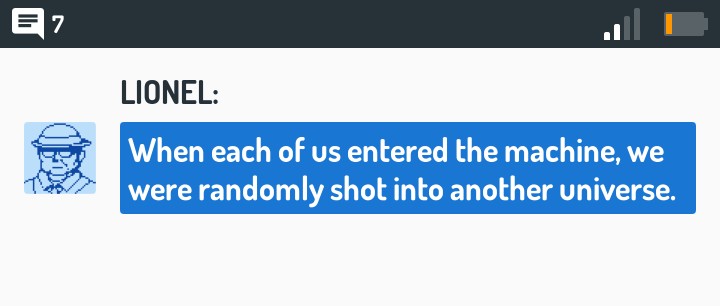 7
LIONEL:
When each of us entered the machine, we
were randomly shot into another universe.